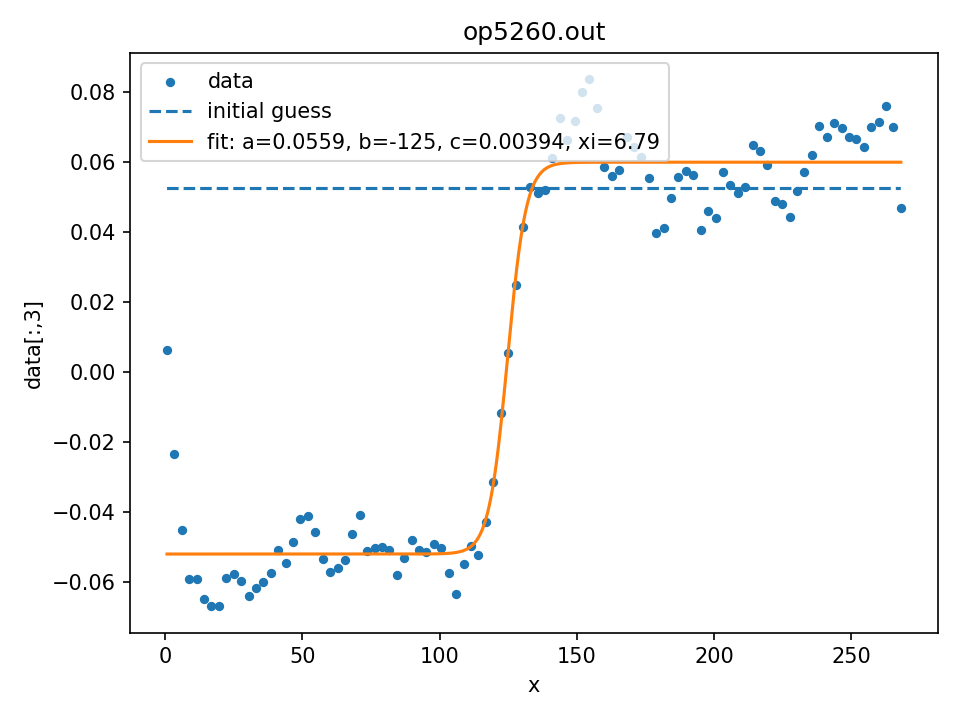 op5260.out
data
initial guess
fit: a=0.0559, b=-125, c=0.00394, xi=6.79
0.08
0.06
0.04
0.02
0.00
−0.02
−0.04
−0.06
data[:,3]
0 50 100 150 200 250
x